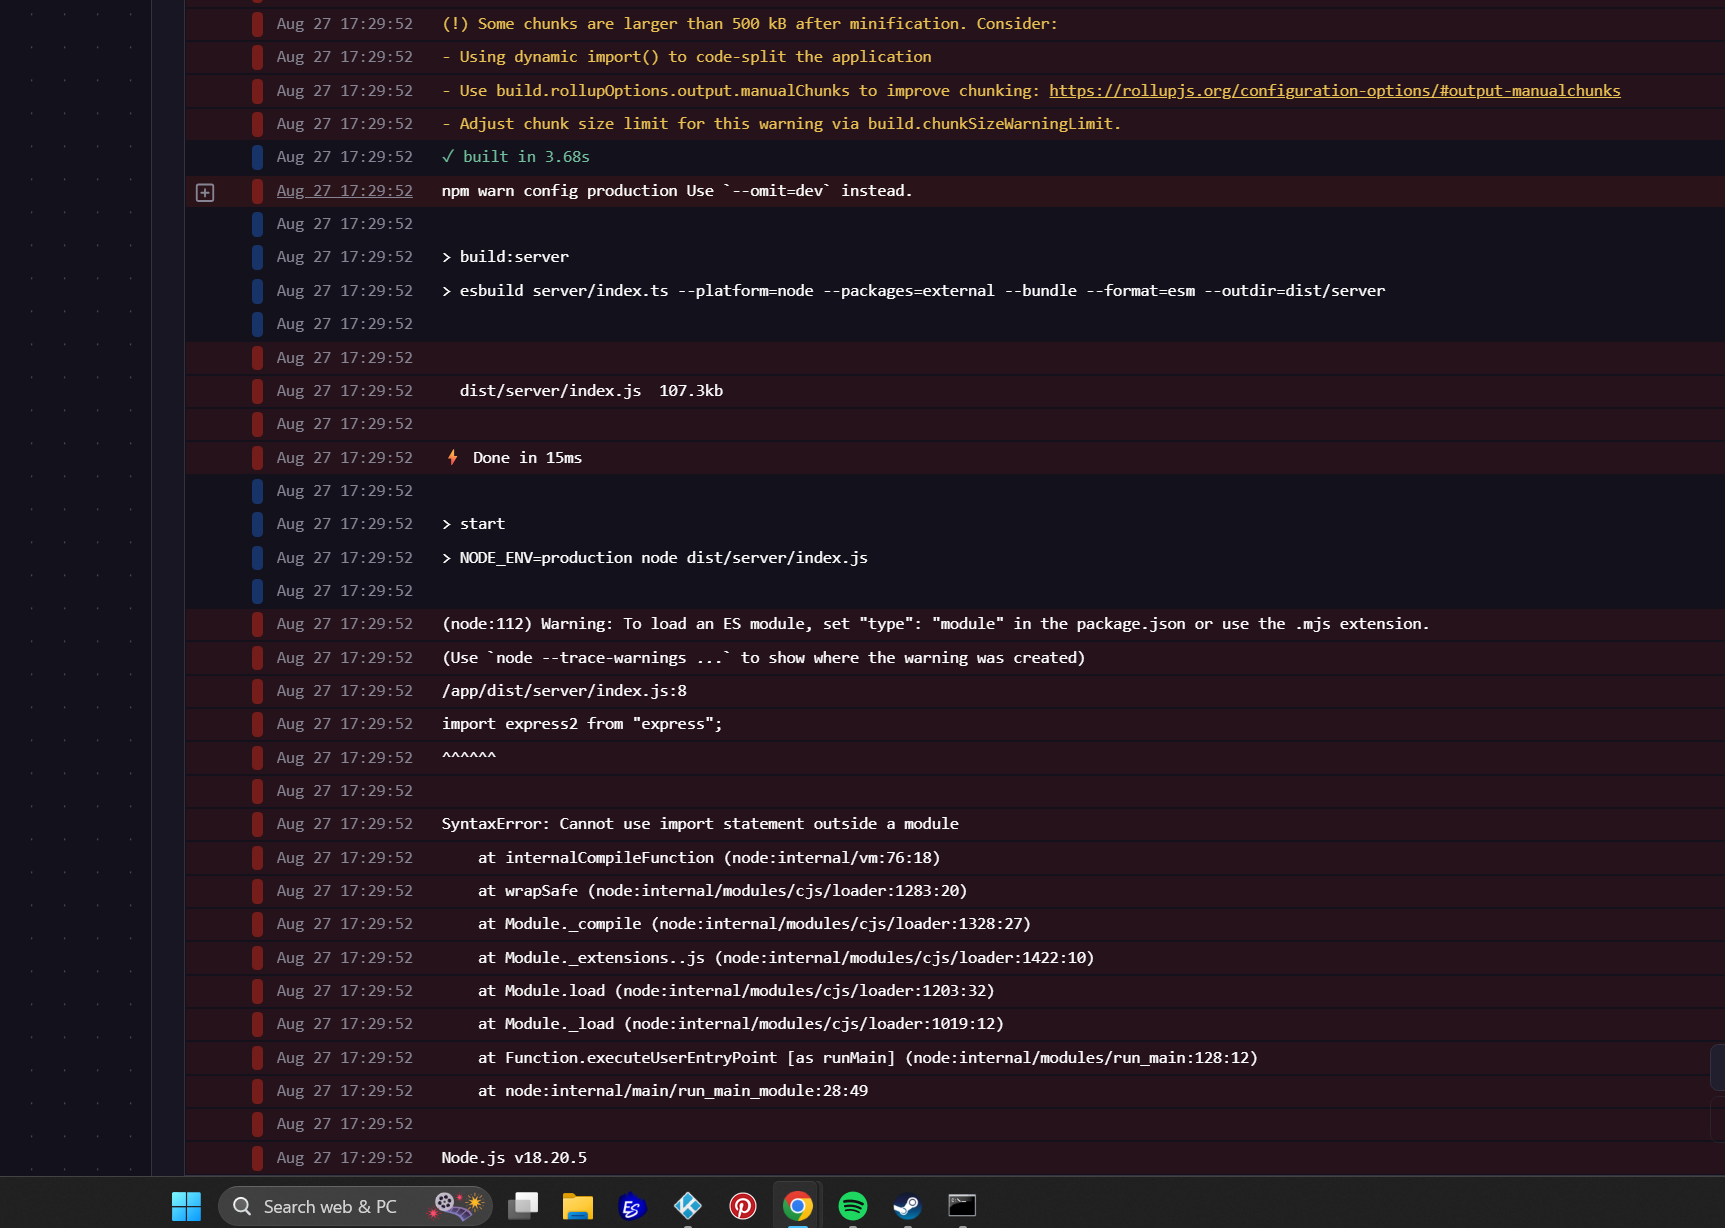 Aug 27 17:29:52 (!) Some chunks are larger than 500 kB after minification. Consider:
Aug 27 17:29:52 - Using dynamic import() to code-split the application
Aug 27 17:29:52 - Use build.rollupOptions.output.manualChunks to improve chunking: https://rollupjs.org/configuration-options/#output-manualchunks
Aug 27 17:29:52 - Adjust chunk size limit for this warning via build.chunkSizeWarningLimit.
Aug 27 17:29:52 ✓ built in 3.68s
Aug 27 17:29:52 npm warn config production Use `--omit=dev` instead.
Aug 27 17:29:52
Aug 27 17:29:52 > build:server
Aug 27 17:29:52 > esbuild server/index.ts --platform=node --packages=external --bundle --format=esm --outdir=dist/server
Aug 27 17:29:52
Aug 27 17:29:52
Aug 27 17:29:52 dist/server/index.js 107.3kb
Aug 27 17:29:52
Aug 27 17:29:52 ⚡ Done in 15ms
Aug 27 17:29:52
Aug 27 17:29:52 > start
Aug 27 17:29:52 > NODE_ENV=production node dist/server/index.js
Aug 27 17:29:52
Aug 27 17:29:52 (node:112) Warning: To load an ES module, set "type": "module" in the package.json or use the .mjs extension.
Aug 27 17:29:52 (Use `node --trace-warnings ...` to show where the warning was created)
Aug 27 17:29:52 /app/dist/server/index.js:8
Aug 27 17:29:52 import express2 from "express";
Aug 27 17:29:52 ^^^^^^
Aug 27 17:29:52
Aug 27 17:29:52 SyntaxError: Cannot use import statement outside a module
Aug 27 17:29:52 at internalCompileFunction (node:internal/vm:76:18)
Aug 27 17:29:52 at wrapSafe (node:internal/modules/cjs/loader:1283:20)
Aug 27 17:29:52 at Module._compile (node:internal/modules/cjs/loader:1328:27)
Aug 27 17:29:52 at Module._extensions..js (node:internal/modules/cjs/loader:1422:10)
Aug 27 17:29:52 at Module.load (node:internal/modules/cjs/loader:1203:32)
Aug 27 17:29:52 at Module._load (node:internal/modules/cjs/loader:1019:12)
Aug 27 17:29:52 at Function.executeUserEntryPoint [as runMain] (node:internal/modules/run_main:128:12)
Aug 27 17:29:52 at node:internal/main/run_main_module:28:49
Aug 27 17:29:52
Aug 27 17:29:52 Node.js v18.20.5
Search web & PC
ES